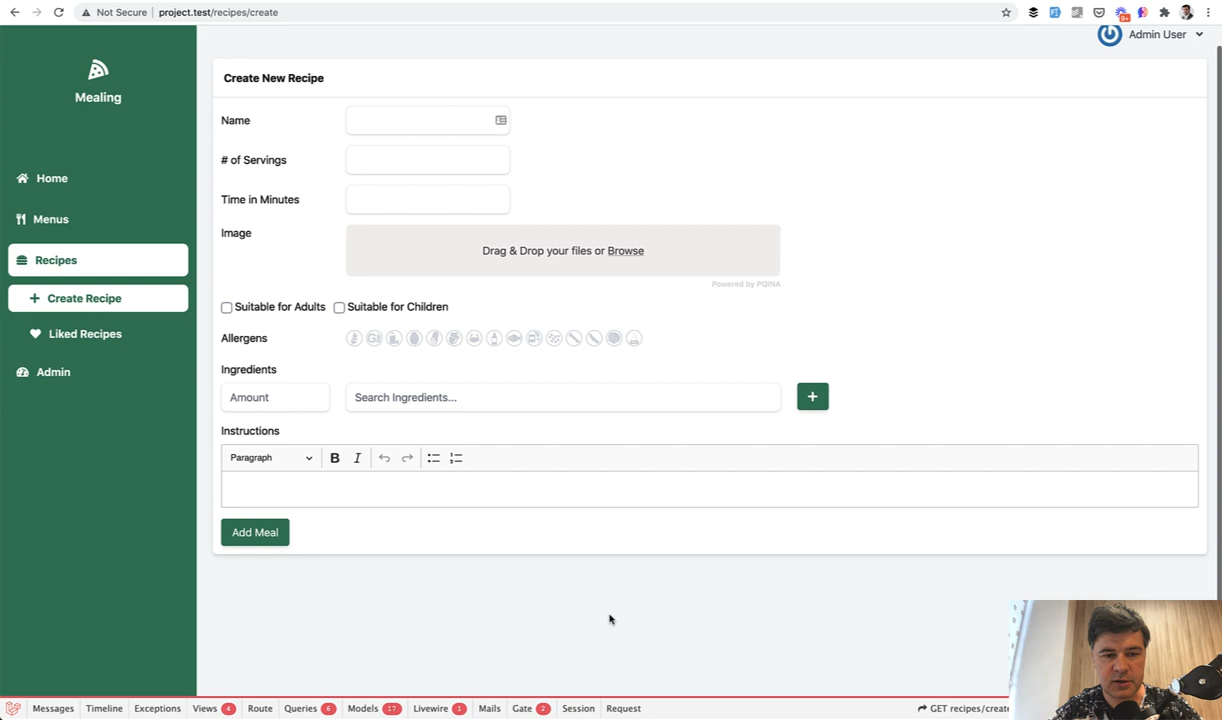 Not Secure project.test/recipes/create
Admin User
Mealing
Home
Menus
Recipes
Create Recipe
Liked Recipes
Admin
Create New Recipe
Name
# of Servings
Time in Minutes
Image
Drag & Drop your files or Browse
Powered by PQINA
Suitable for Adults Suitable for Children
Allergens
Ingredients
Amount Search Ingredients... +
Instructions
Paragraph B I
Add Meal
Messages Timeline Exceptions Views 4 Route Queries 6 Models 17 Livewire 1 Mails Gate 2 Session Request GET recipes/create